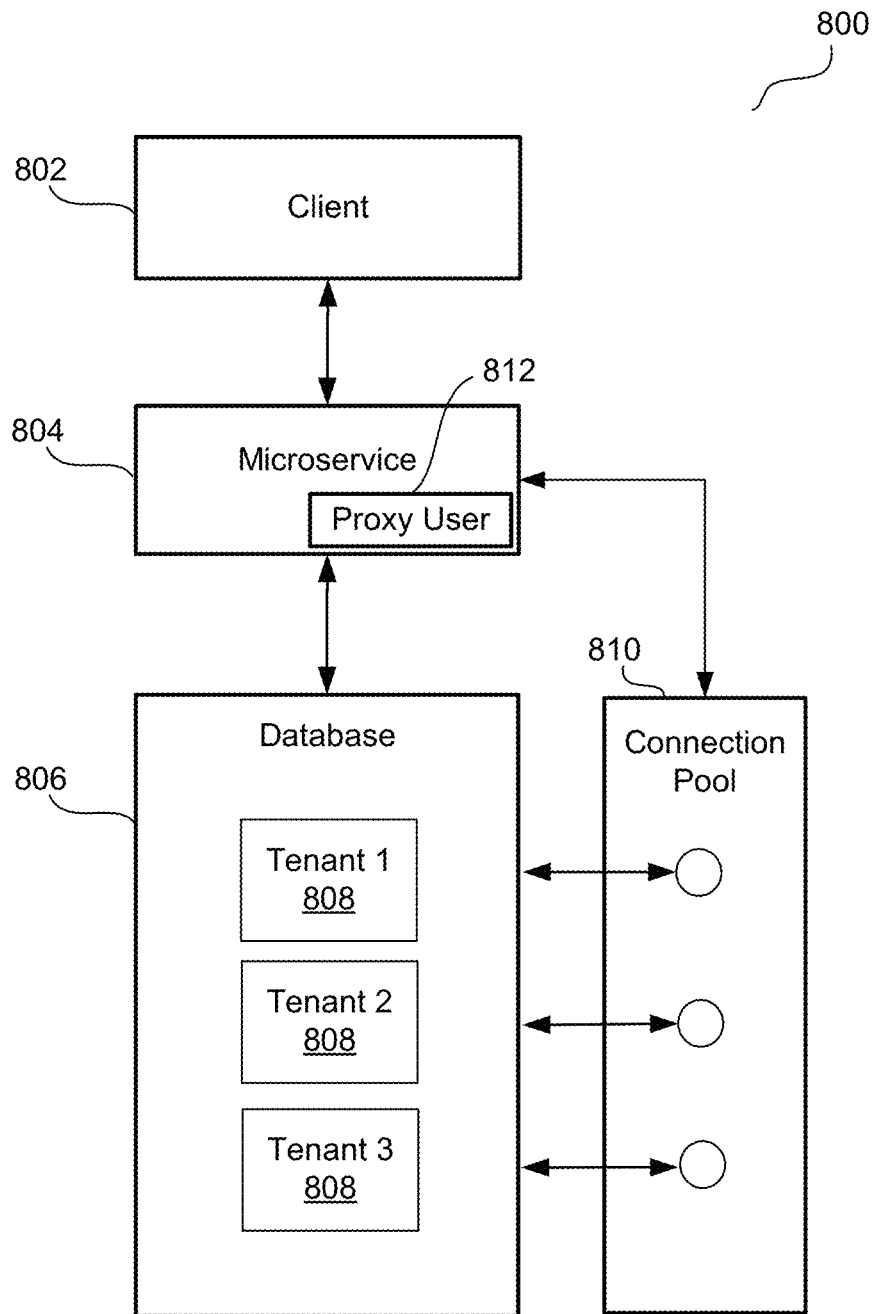 800
802
Client
812
804
Microservice
Proxy User
810
Database
Connection
Pool
806
Tenant 1
808
Tenant 2
808
Tenant 3
808